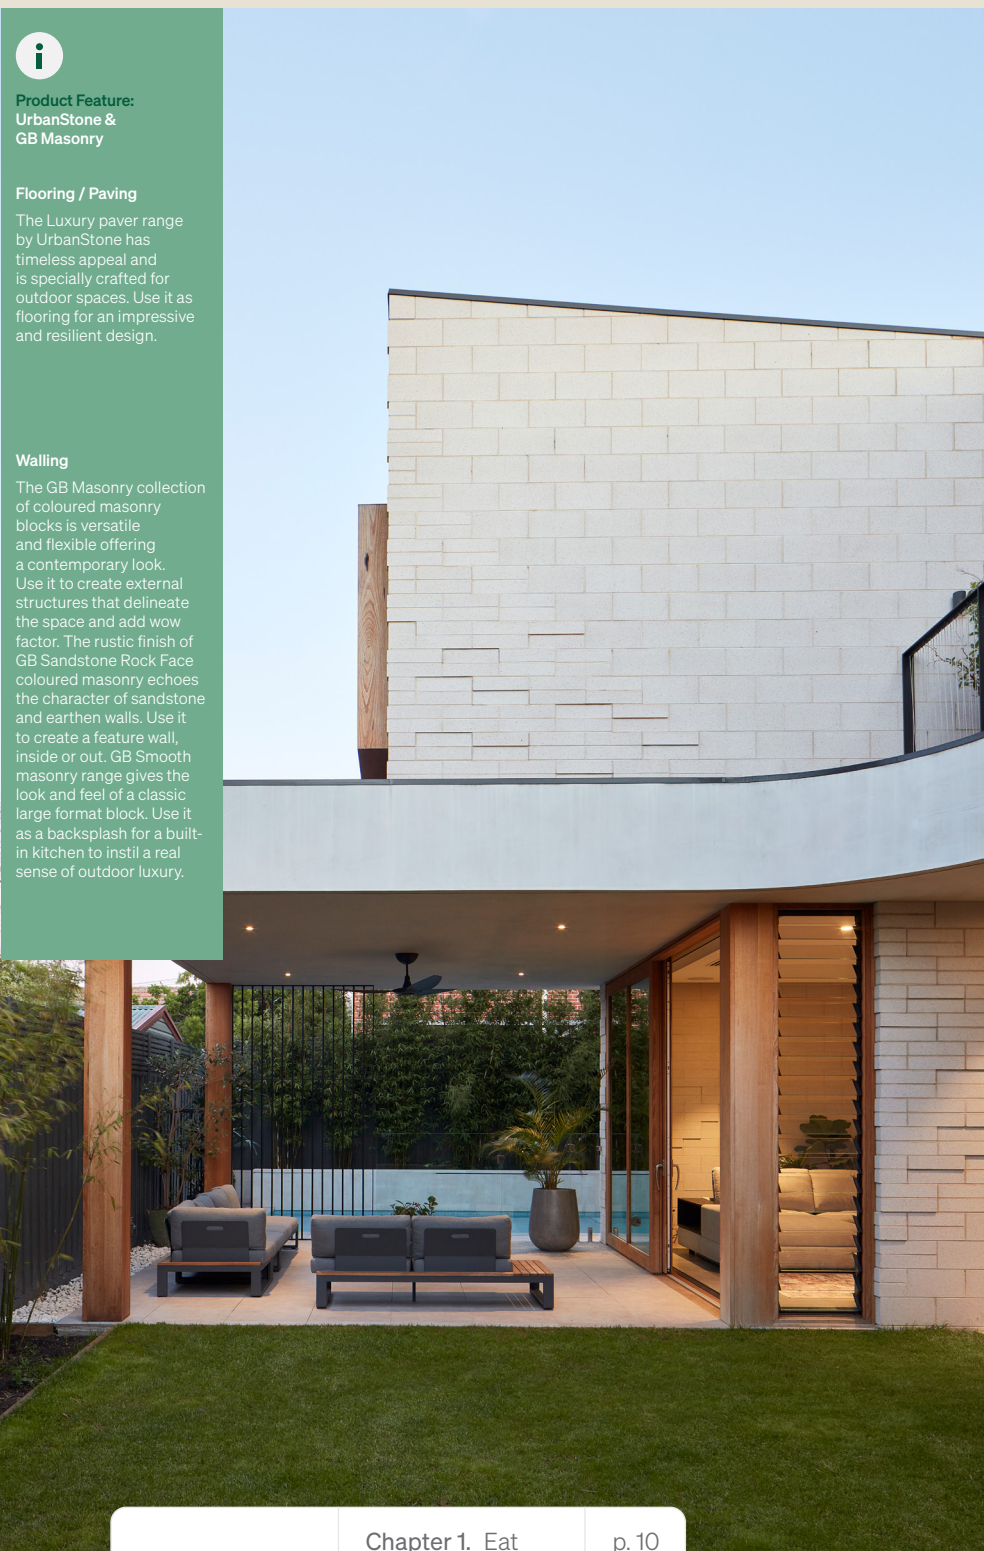 i
Product Feature:
UrbanStone &
GB Masonry
Flooring / Paving
The Luxury paver range
by UrbanStone has
timeless appeal and
is specially crafted for
outdoor spaces. Use it as
flooring for an impressive
and resilient design.
Walling
The GB Masonry collection
of coloured masonry
blocks is versatile
and flexible offering
a contemporary look.
Use it to create external
structures that delineate
the space and add wow
factor. The rustic finish of
GB Sandstone Rock Face
coloured masonry echoes
the character of sandstone
and earthen walls. Use it
to create a feature wall,
inside or out. GB Smooth
masonry range gives the
look and feel of a classic
large format block. Use it
as a backsplash for a built-
in kitchen to instil a real
sense of outdoor luxury.
Chapter 1. Eat p. 10